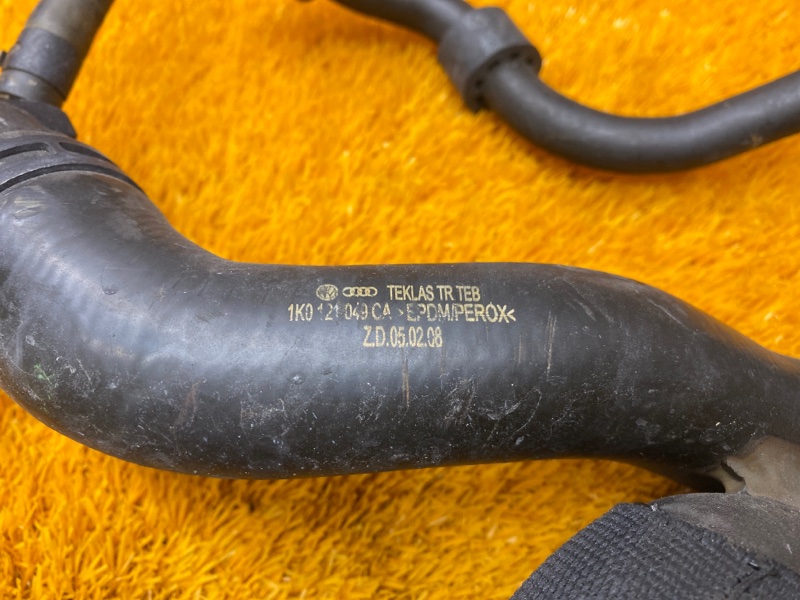 TEKLAS TR TEB
1K0 121 049 CA >EPDM/PEROX<
Z.D.05.02.08